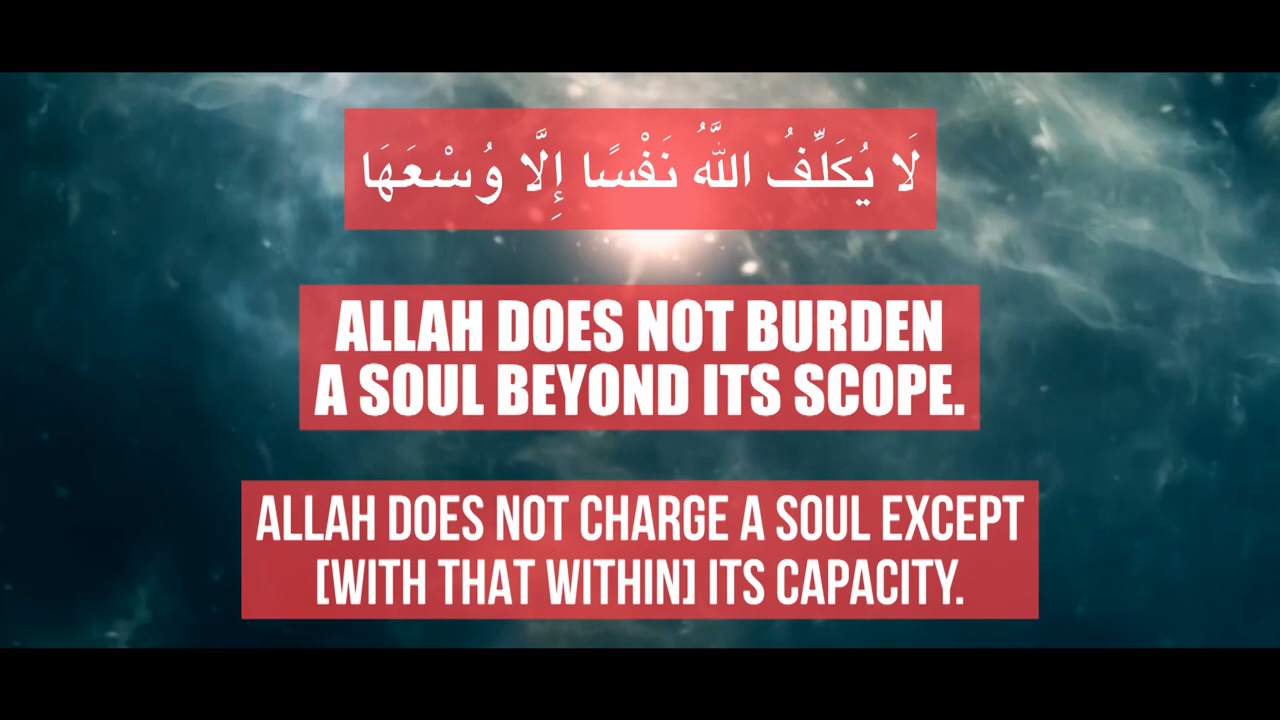 لَا يُكَلِّفُ اللَّهُ نَفْسًا إِلَّا وُسْعَهَا
ALLAH DOES NOT BURDEN
A SOUL BEYOND ITS SCOPE.
ALLAH DOES NOT CHARGE A SOUL EXCEPT
[WITH THAT WITHIN] ITS CAPACITY.